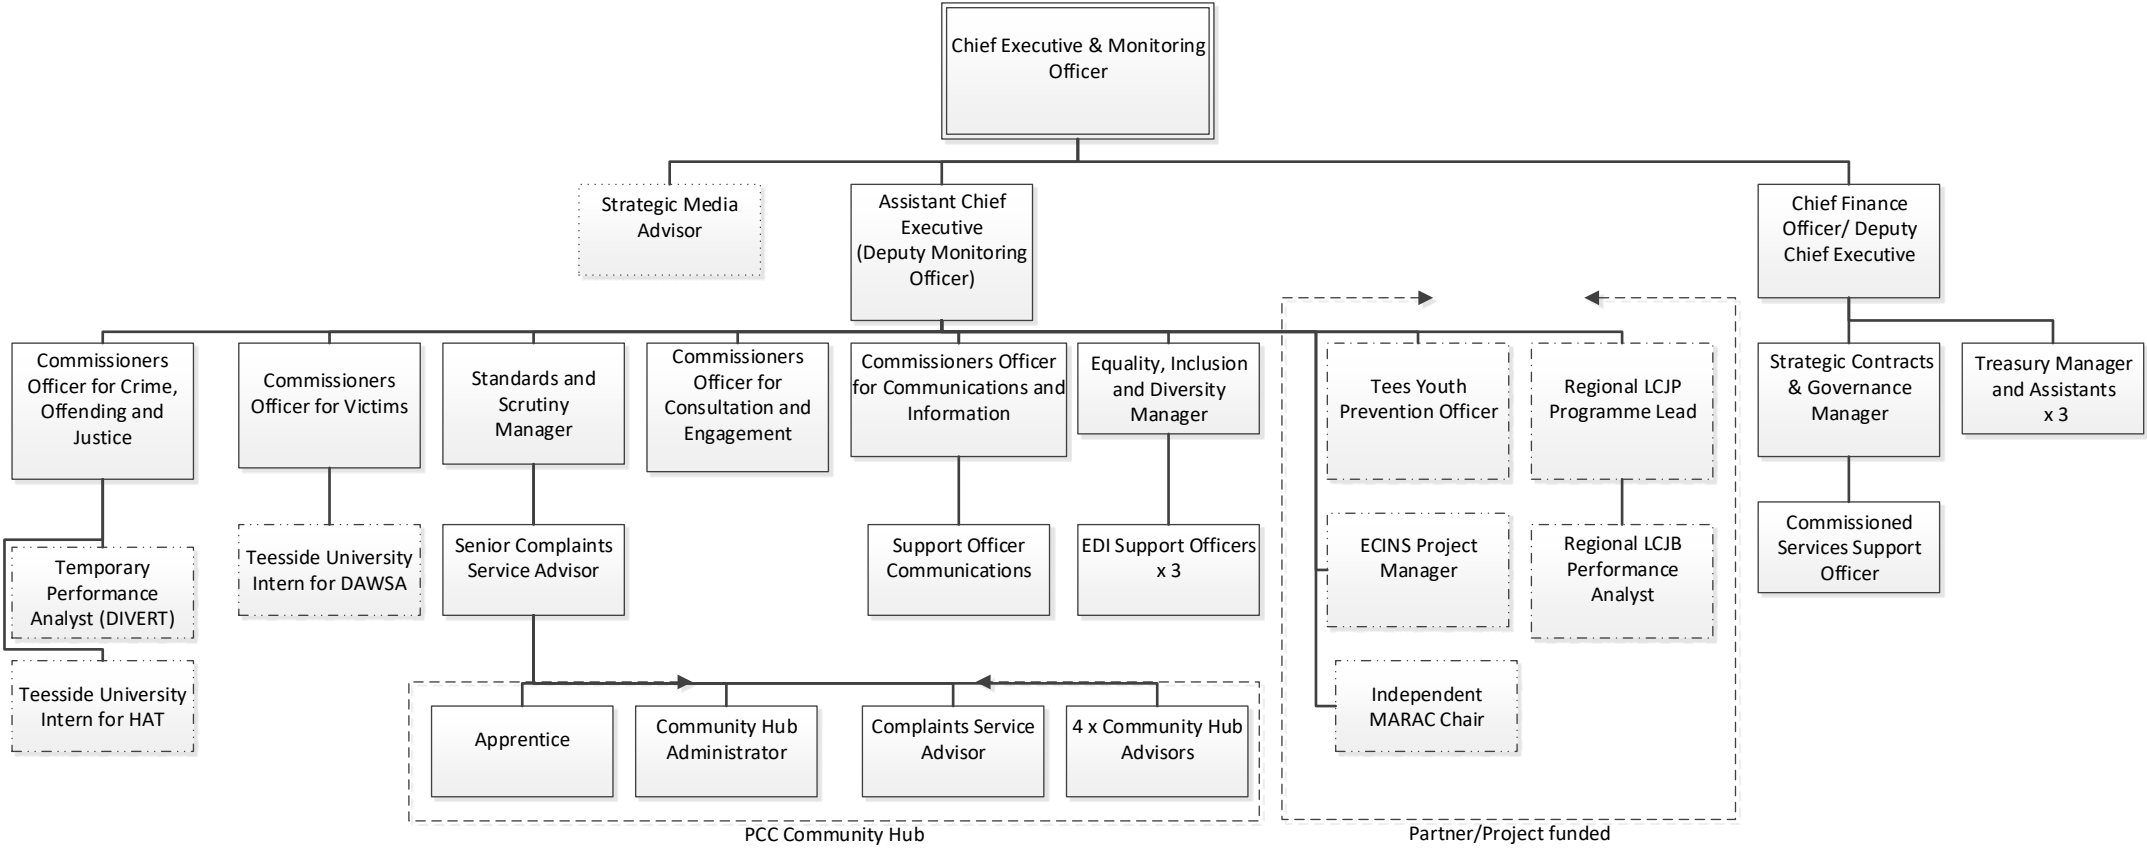 Chief Executive & Monitoring
Officer
Strategic Media
Advisor
Assistant Chief
Executive
(Deputy Monitoring
Officer)
Chief Finance
Officer/ Deputy
Chief Executive
Commissioners
Officer for Crime,
Offending and
Justice
Commissioners
Officer for Victims
Standards and
Scrutiny
Manager
Commissioners
Officer for
Consultation and
Engagement
Commissioners Officer
for Communications and
Information
Equality, Inclusion
and Diversity
Manager
Tees Youth
Prevention Officer
Regional LCJP
Programme Lead
Strategic Contracts
& Governance
Manager
Treasury Manager
and Assistants
x 3
Temporary
Performance
Analyst (DIVERT)
Teesside University
Intern for DAWSA
Senior Complaints
Service Advisor
Support Officer
Communications
EDI Support Officers
x 3
ECINS Project
Manager
Regional LCJB
Performance
Analyst
Commissioned
Services Support
Officer
Teesside University
Intern for HAT
Apprentice
Community Hub
Administrator
Complaints Service
Advisor
4 x Community Hub
Advisors
Independent
MARAC Chair
PCC Community Hub
Partner/Project funded